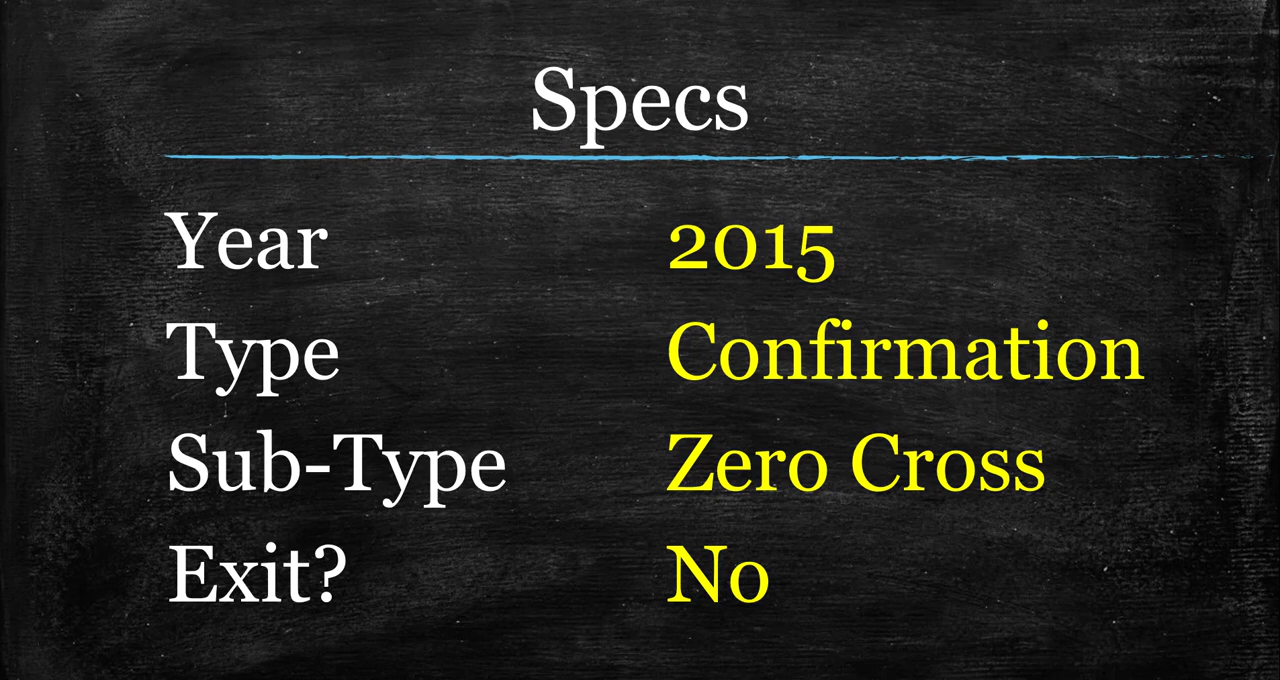 Specs
Year 2015
Type Confirmation
Sub-Type Zero Cross
Exit? No